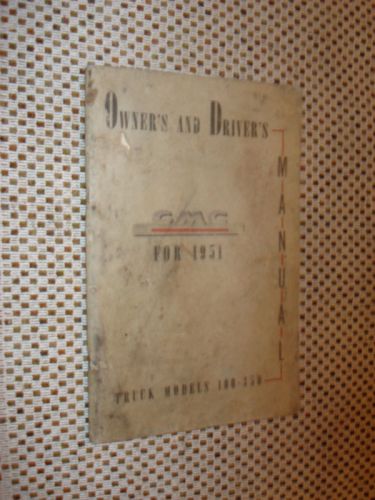 OWNER'S AND DRIVER'S
MANUAL
GMC
FOR 1951
TRUCK MODELS 100-350